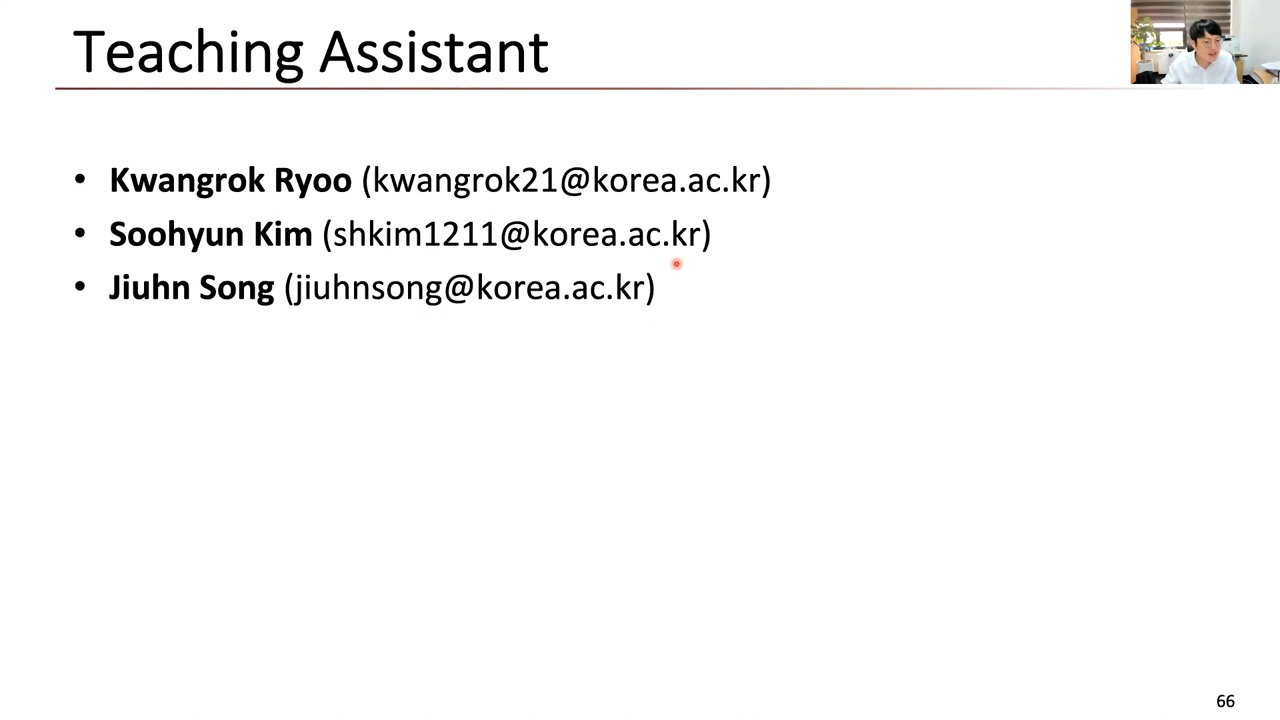 Teaching Assistant
• Kwangrok Ryoo (kwangrok21@korea.ac.kr)
• Soohyun Kim (shkim1211@korea.ac.kr)
• Jiuhn Song (jiuhnsong@korea.ac.kr)
66